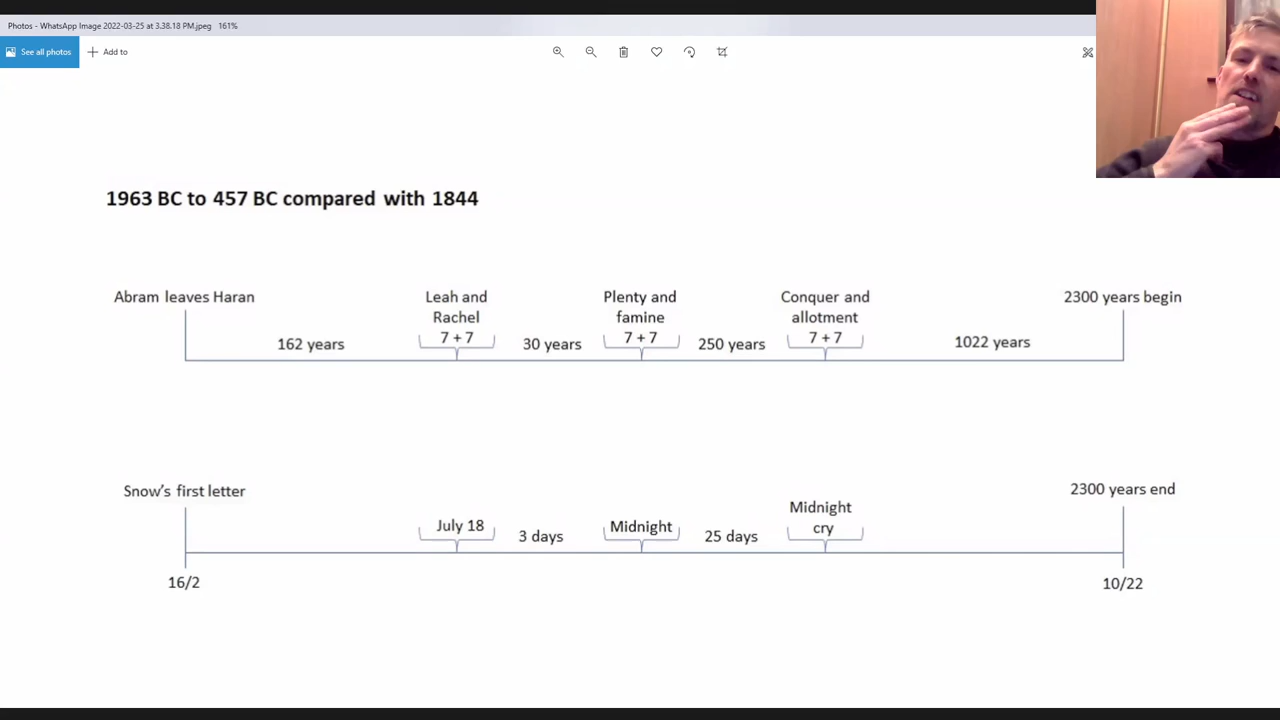 Photos - WhatsApp Image 2022-03-25 at 3.38.18 PM.jpeg 161%
See all photos
Add to
1963 BC to 457 BC compared with 1844
Abram leaves Haran
162 years
Leah and
Rachel
7 + 7
30 years
Plenty and
famine
7 + 7
250 years
Conquer and
allotment
7 + 7
1022 years
2300 years begin
Snow's first letter
16/2
July 18
3 days
Midnight
25 days
Midnight
cry
2300 years end
10/22